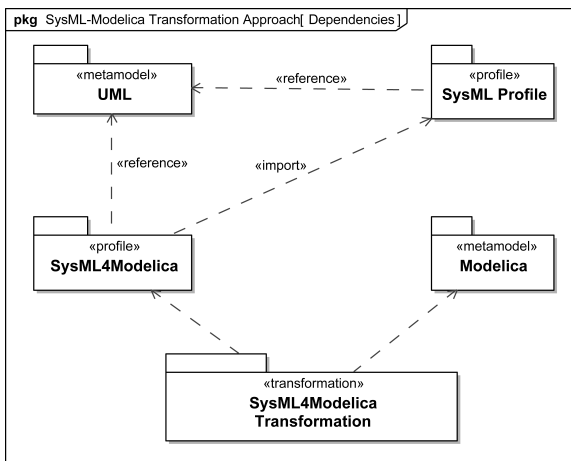 pkg SysML-Modelica Transformation Approach[ Dependencies ]
«metamodel»
UML
«reference»
«profile»
SysML Profile
«reference»
«import»
«profile»
SysML4Modelica
«metamodel»
Modelica
«transformation»
SysML4Modelica
Transformation